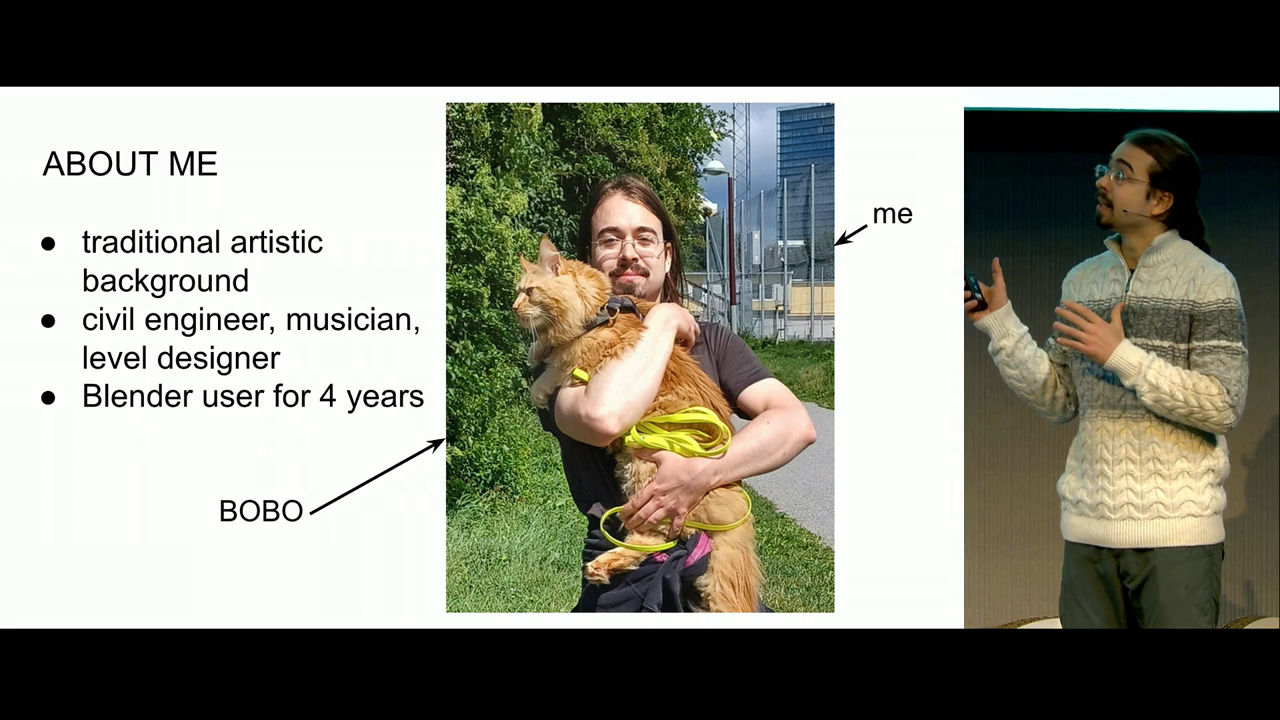 ABOUT ME
● traditional artistic
background
● civil engineer, musician,
level designer
● Blender user for 4 years
BOBO
me